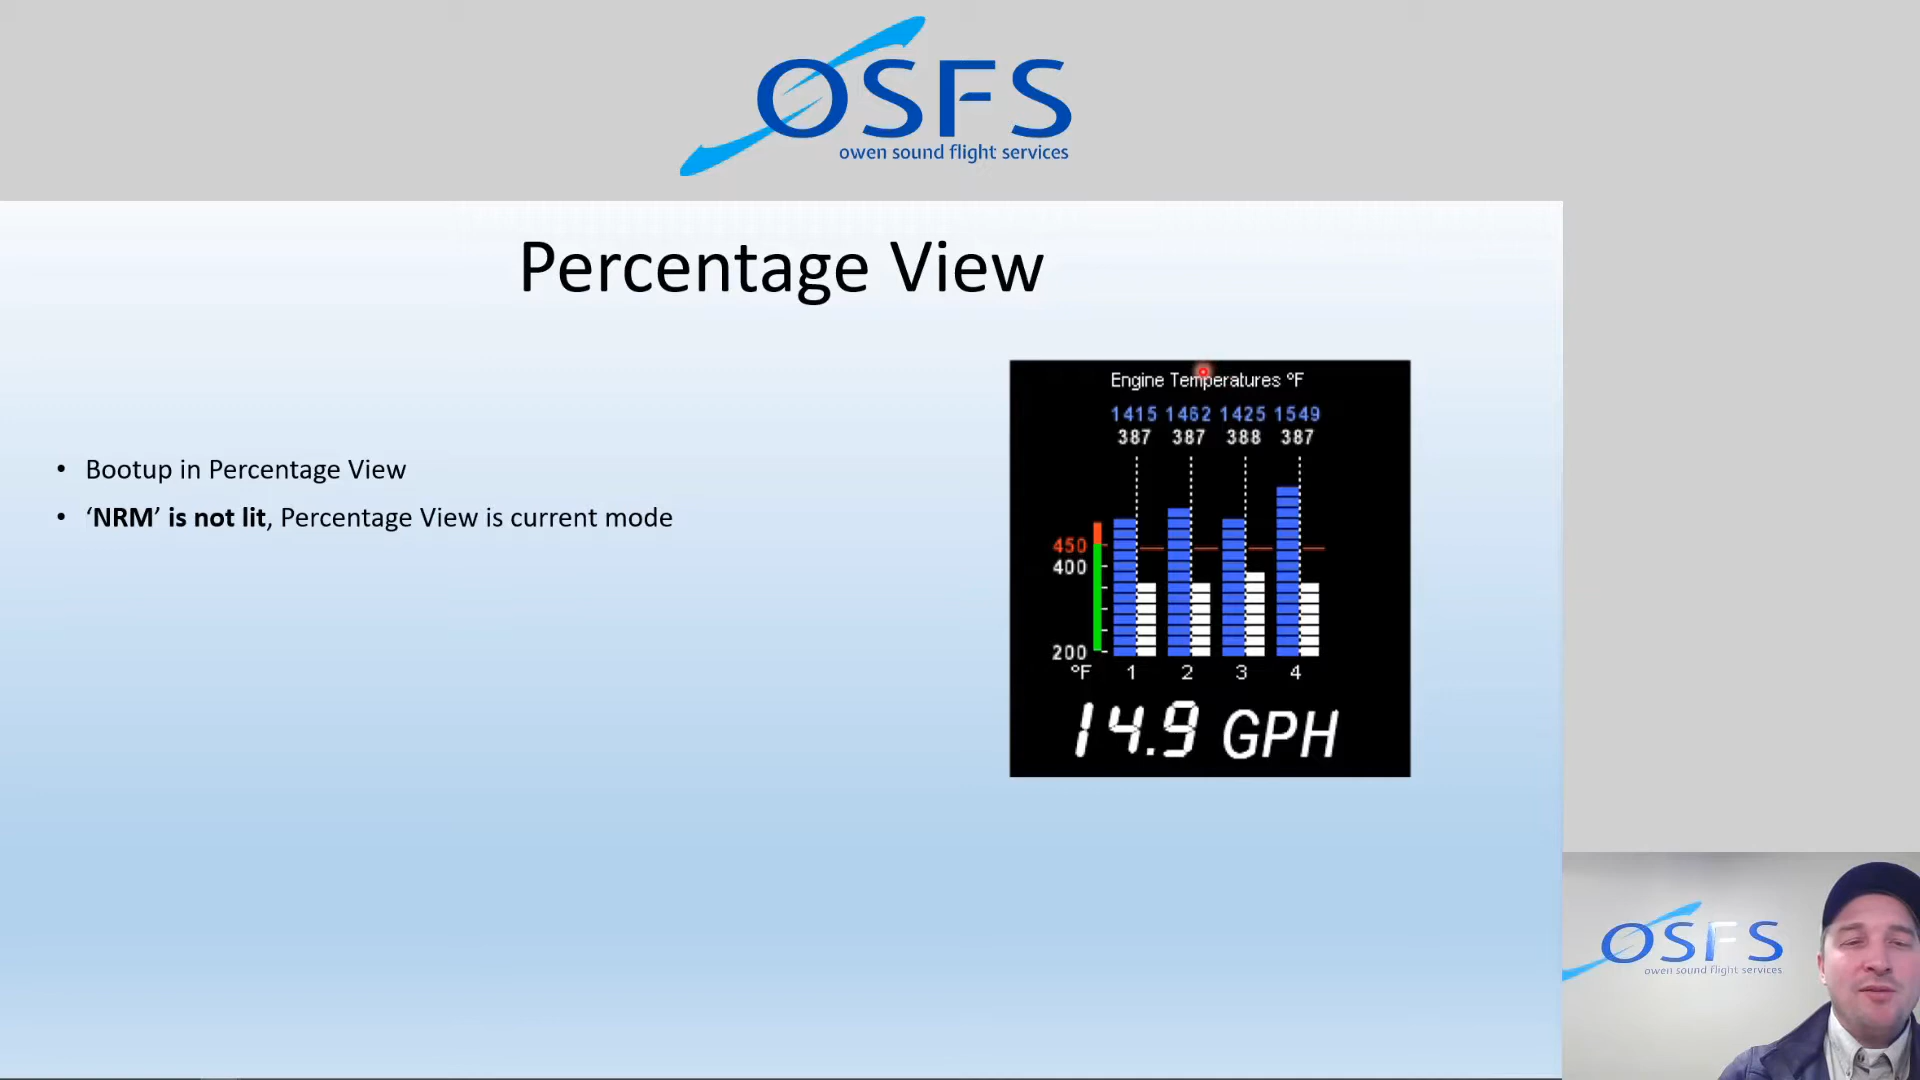 OSFS
owen sound flight services
Percentage View
• Bootup in Percentage View
• ‘NRM’ is not lit, Percentage View is current mode
Engine Temperatures °F
1415 1462 1425 1549
387 387 388 387
450
400
200
°F 1 2 3 4
14.9 GPH
OSFS
owen sound flight services